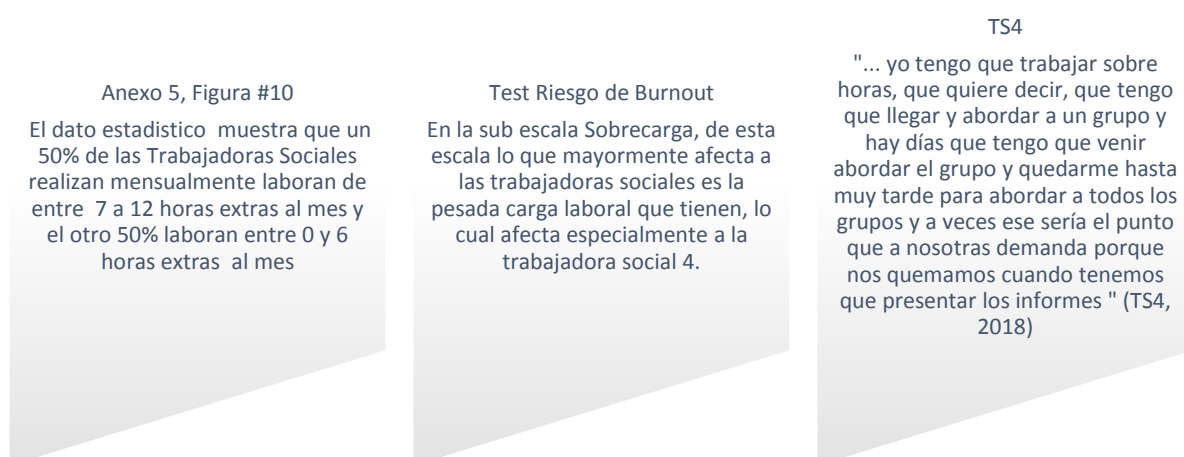 Anexo 5, Figura #10
El dato estadistico muestra que un
50% de las Trabajadoras Sociales
realizan mensualmente laboran de
entre 7 a 12 horas extras al mes y
el otro 50% laboran entre 0 y 6
horas extras al mes
Test Riesgo de Burnout
En la sub escala Sobrecarga, de esta
escala lo que mayormente afecta a
las trabajadoras sociales es la
pesada carga laboral que tienen, lo
cual afecta especialmente a la
trabajadora social 4.
TS4
"... yo tengo que trabajar sobre
horas, que quiere decir, que tengo
que llegar y abordar a un grupo y
hay días que tengo que venir
abordar el grupo y quedarme hasta
muy tarde para abordar a todos los
grupos y a veces ese sería el punto
que a nosotras demanda porque
nos quemamos cuando tenemos
que presentar los informes " (TS4,
2018)